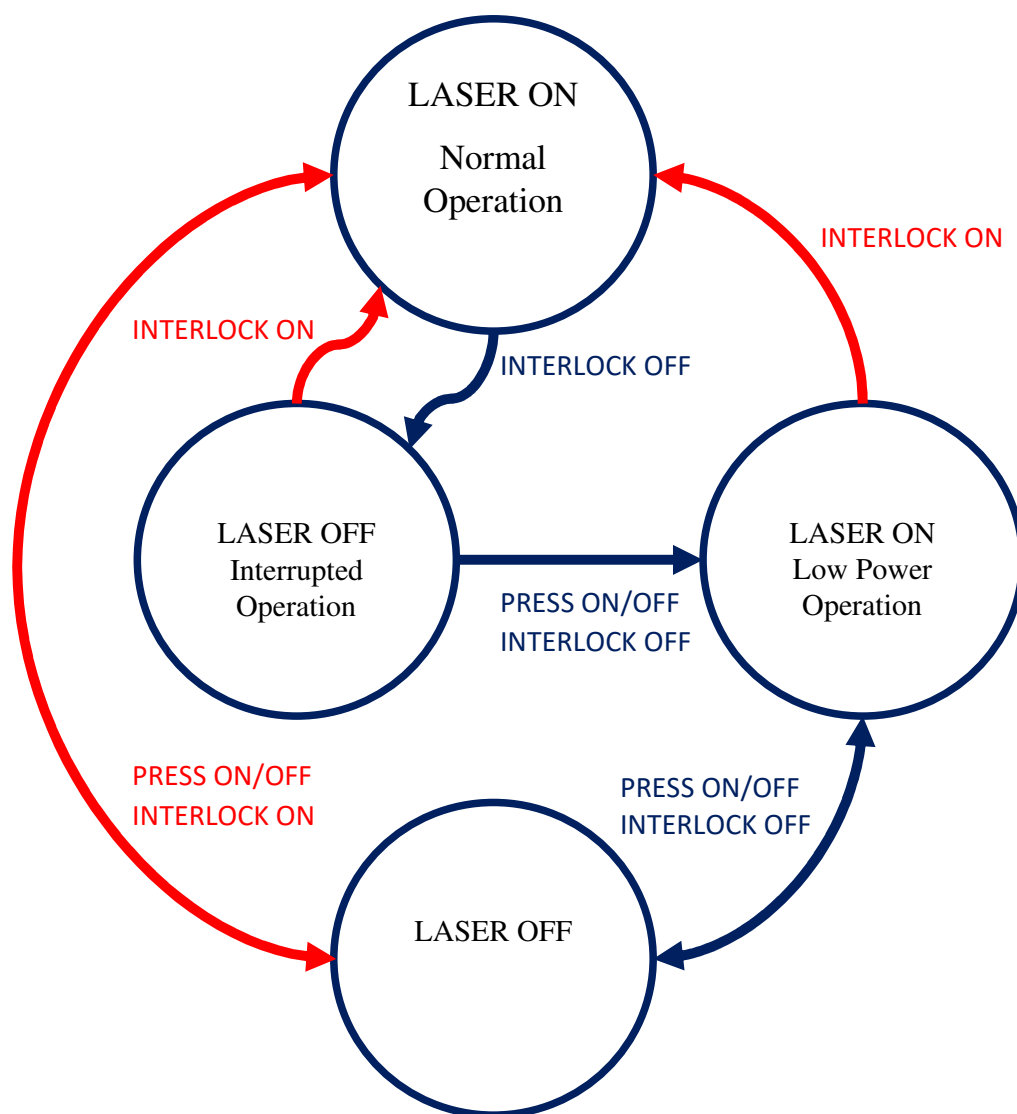 LASER ON
Normal
Operation
INTERLOCK ON
INTERLOCK ON
INTERLOCK OFF
LASER OFF
Interrupted
Operation
LASER ON
Low Power
Operation
PRESS ON/OFF
INTERLOCK OFF
PRESS ON/OFF
INTERLOCK ON
PRESS ON/OFF
INTERLOCK OFF
LASER OFF